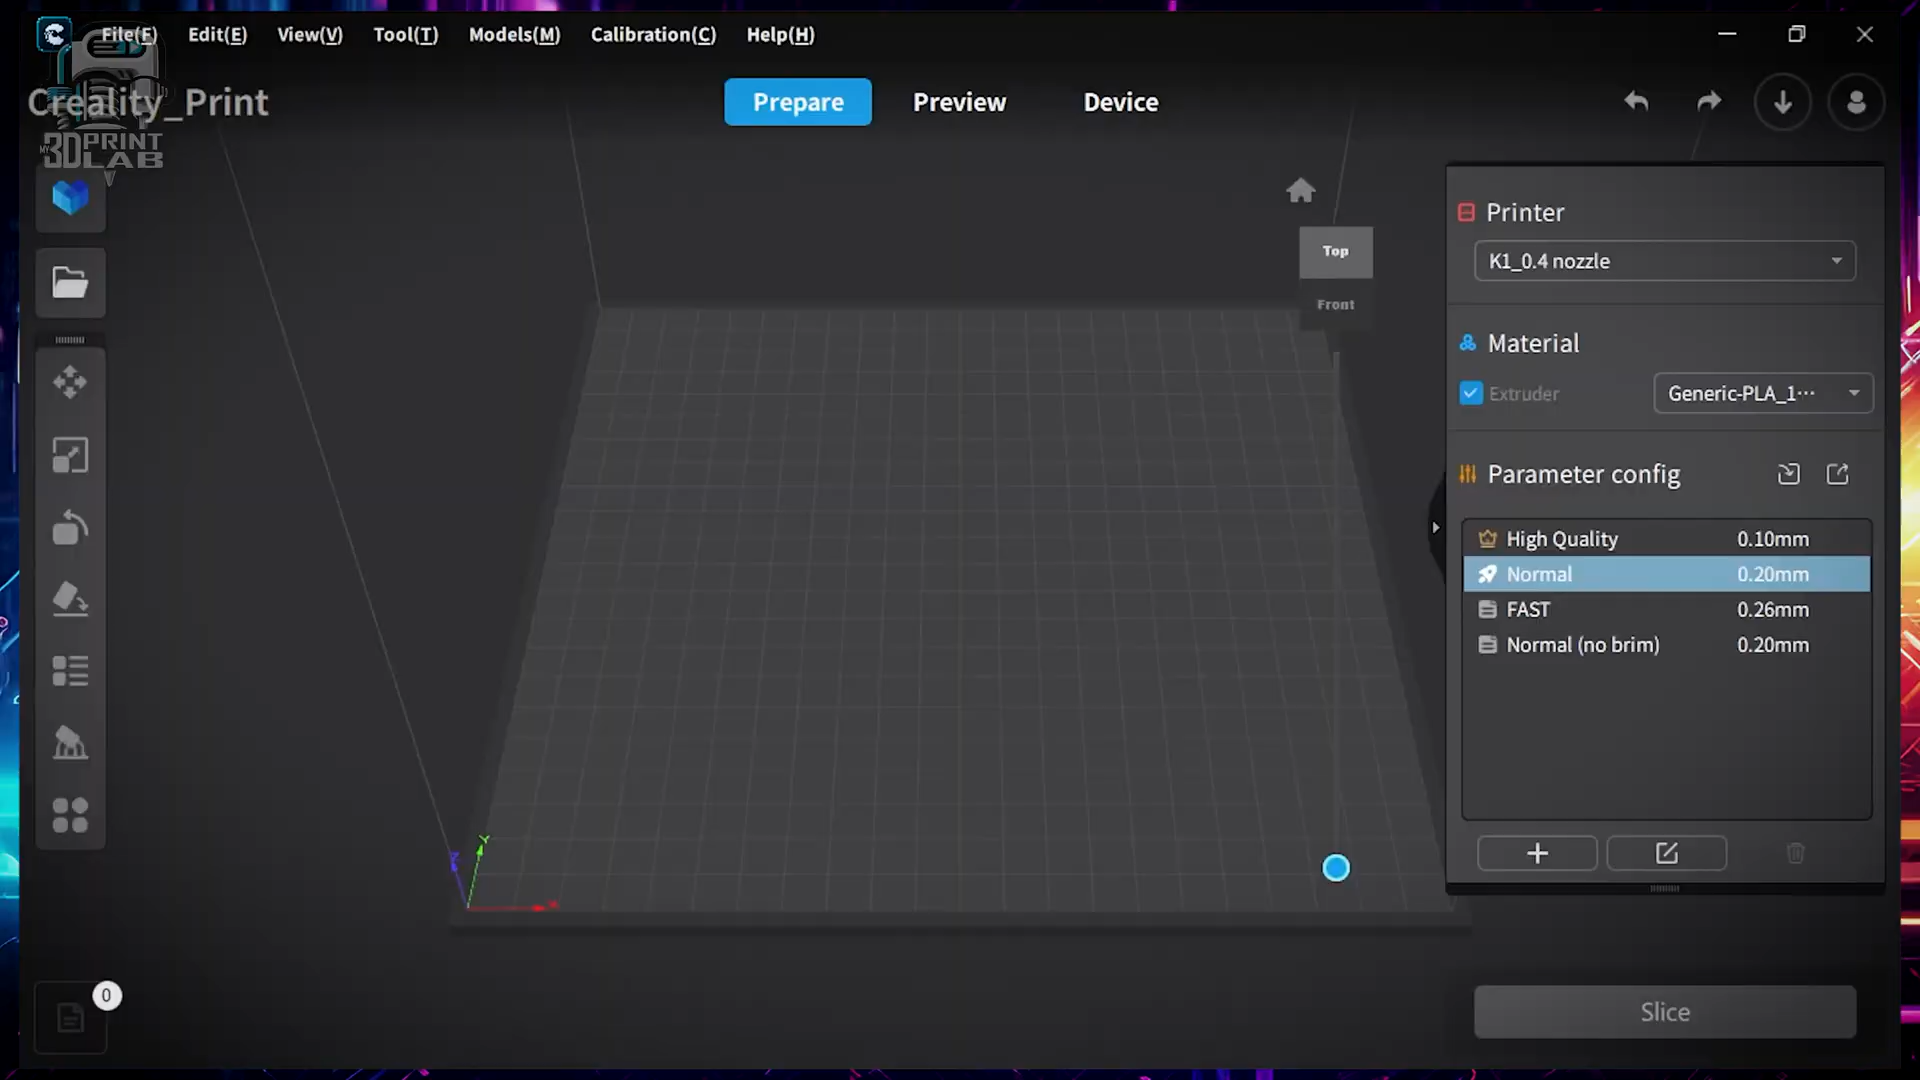 File(F) Edit(E) View(V) Tool(T) Models(M) Calibration(C) Help(H)
Creality_Print
MY 3DPRINT LAB
Prepare Preview Device
Top
Front
Printer
K1_0.4 nozzle
Material
Extruder Generic-PLA_1···
Parameter config
High Quality 0.10mm
Normal 0.20mm
FAST 0.26mm
Normal (no brim) 0.20mm
Y
Z
X
0
Slice